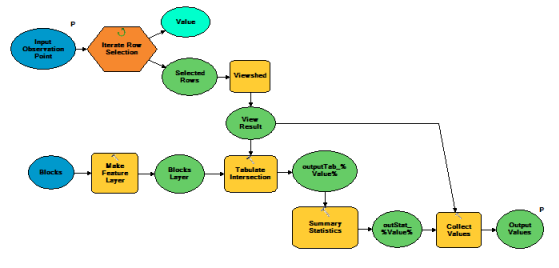 P
Value
Input
Observation
Point
Iterate Row
Selection
Selected
Rows
Viewshed
View
Result
Blocks
Make
Feature
Layer
Blocks
Layer
Tabulate
Intersection
outputTab_%
Value%
P
Summary
Statistics
outStat_
%Value%
Collect
Values
Output
Values